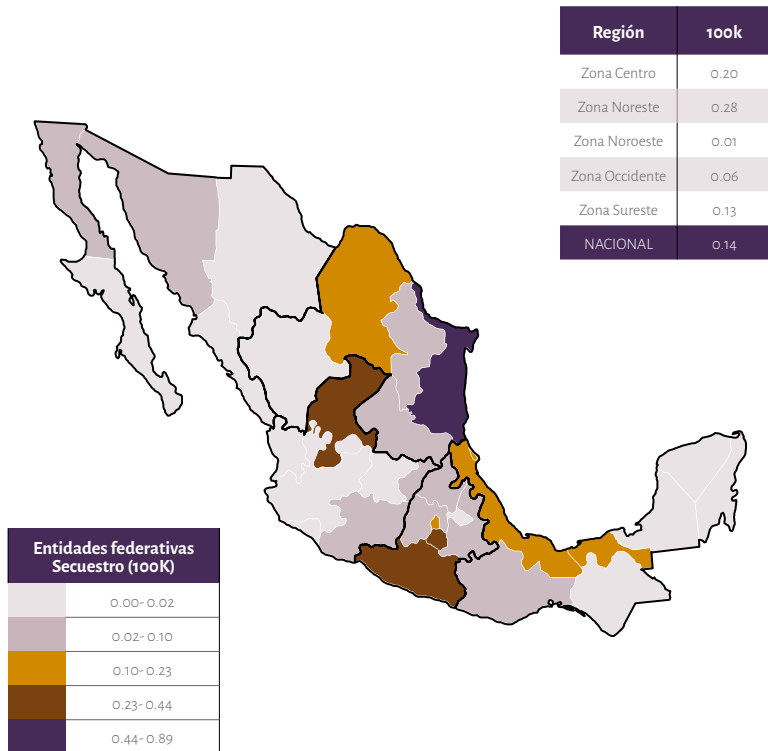 Región 100k
Zona Centro 0.20
Zona Noreste 0.28
Zona Noroeste 0.01
Zona Occidente 0.06
Zona Sureste 0.13
NACIONAL 0.14
Entidades federativas
Secuestro (100K)
0.00- 0.02
0.02- 0.10
0.10- 0.23
0.23- 0.44
0.44- 0.89